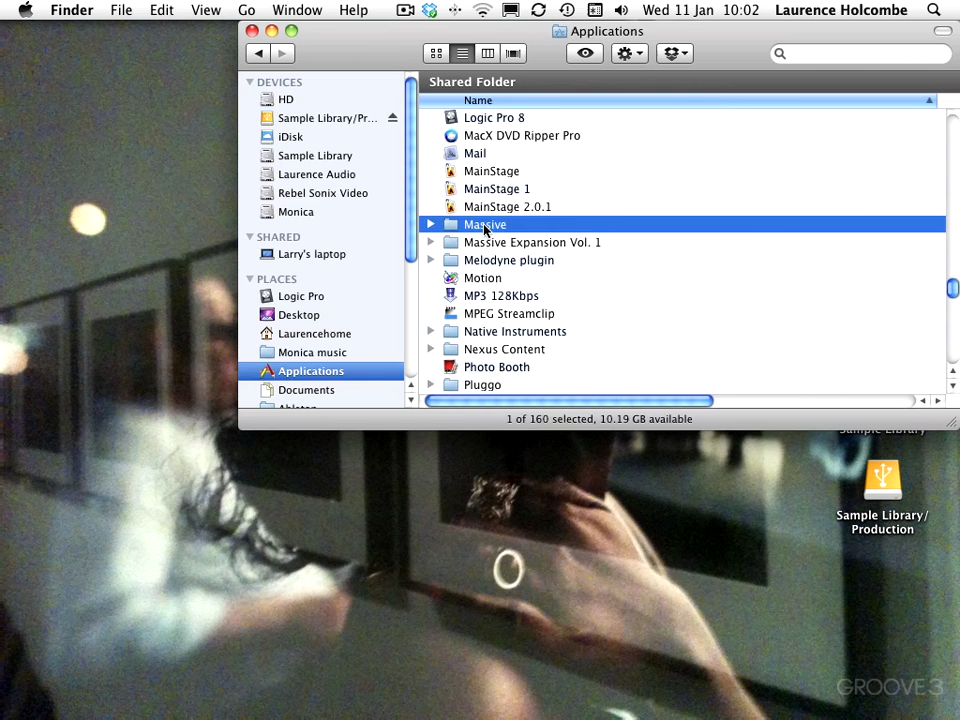 Finder File Edit View Go Window Help Wed 11 Jan 10:02 Laurence Holcombe
Applications
Shared Folder
Name
DEVICES
HD
Sample Library/Pr...
iDisk
Sample Library
Laurence Audio
Rebel Sonix Video
Monica
SHARED
Larry's laptop
PLACES
Logic Pro
Desktop
Laurencehome
Monica music
Applications
Documents
Ableton
Logic Pro 8
MacX DVD Ripper Pro
Mail
MainStage
MainStage 1
MainStage 2.0.1
Massive
Massive Expansion Vol. 1
Melodyne plugin
Motion
MP3 128Kbps
MPEG Streamclip
Native Instruments
Nexus Content
Photo Booth
Pluggo
1 of 160 selected, 10.19 GB available
Sample Library
Sample Library/
Production
GROOVE3